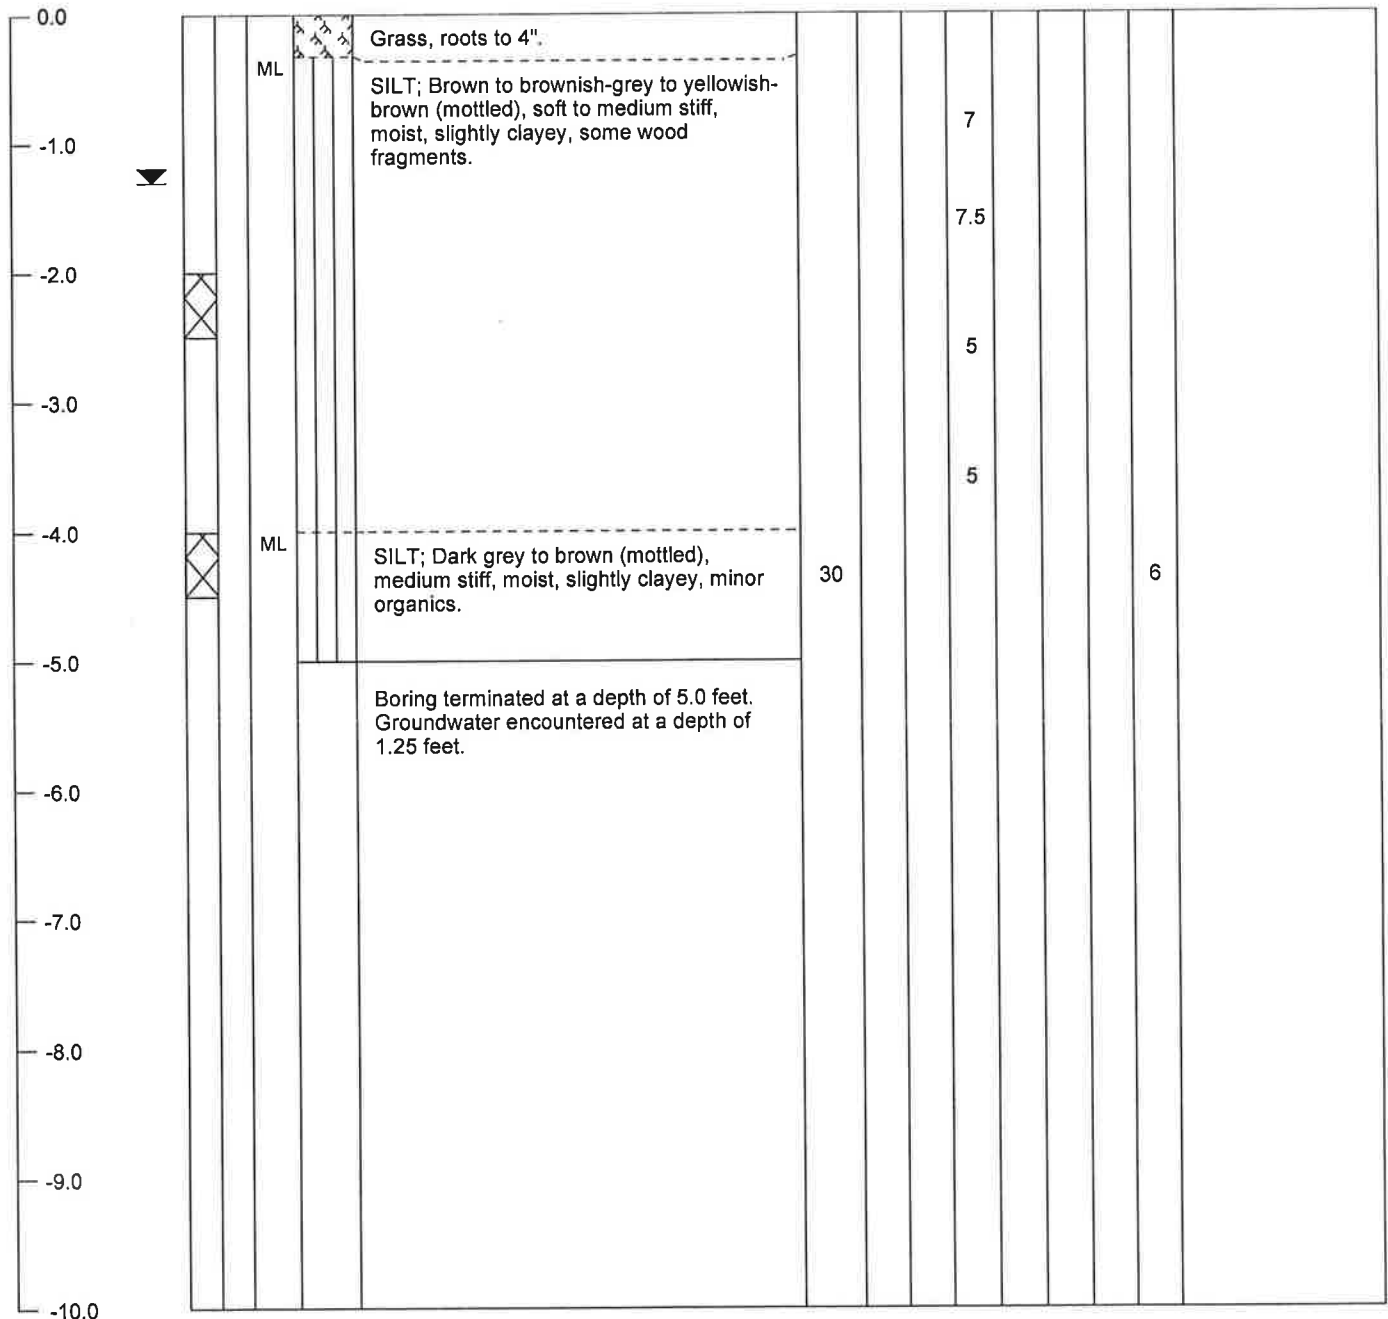 0.0
Grass, roots to 4".
ML
SILT; Brown to brownish-grey to yellowish-
brown (mottled), soft to medium stiff,
moist, slightly clayey, some wood
fragments.
7
-1.0
7.5
-2.0
5
-3.0
5
-4.0
ML
SILT; Dark grey to brown (mottled),
medium stiff, moist, slightly clayey, minor
organics.
30
6
-5.0
Boring terminated at a depth of 5.0 feet.
Groundwater encountered at a depth of
1.25 feet.
-6.0
-7.0
-8.0
-9.0
-10.0